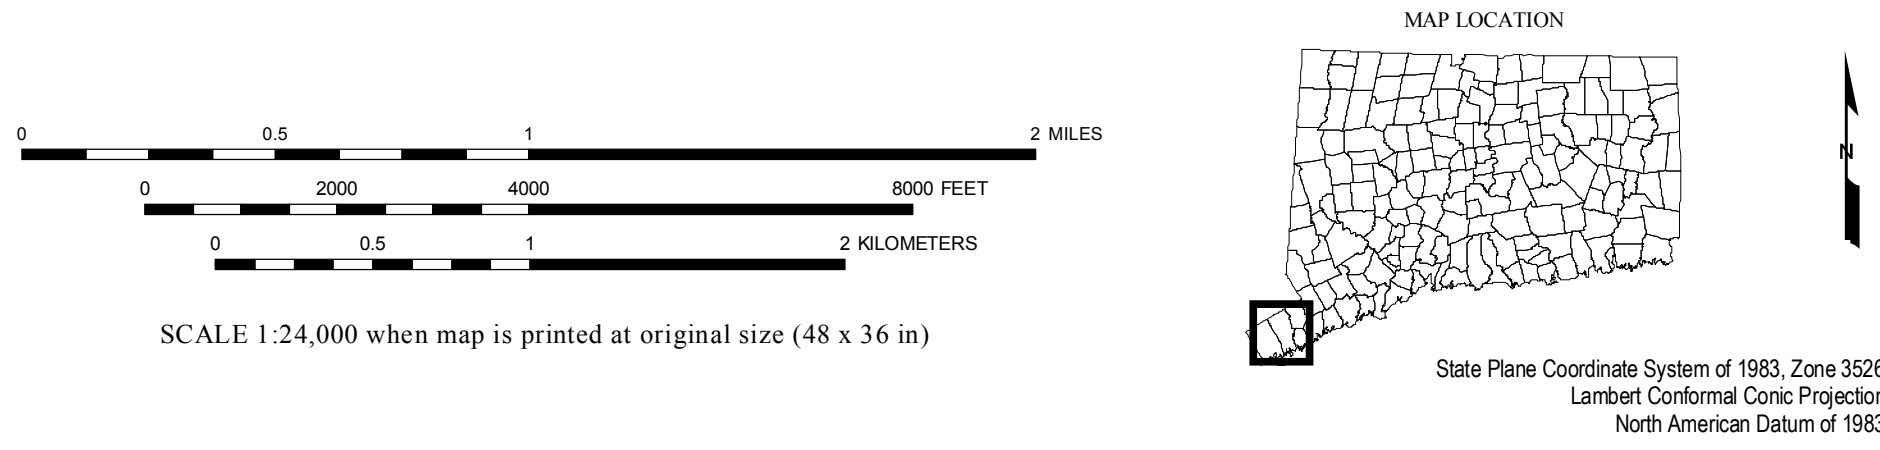 MAP LOCATION
0 0.5 1 2 MILES
0 2000 4000 8000 FEET
0 0.5 1 2 KILOMETERS
N
SCALE 1:24,000 when map is printed at original size (48 x 36 in)
State Plane Coordinate System of 1983, Zone 3526
Lambert Conformal Conic Projection
North American Datum of 1983